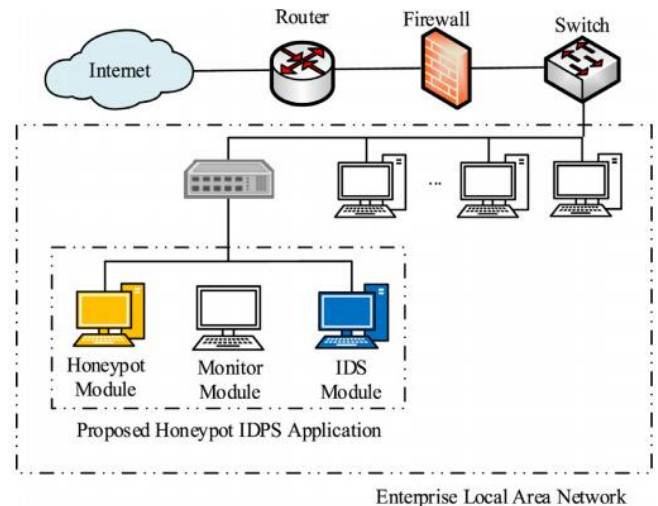 Router
Firewall
Switch
Internet
...
Honeypot
Module
Monitor
Module
IDS
Module
Proposed Honeypot IDPS Application
Enterprise Local Area Network